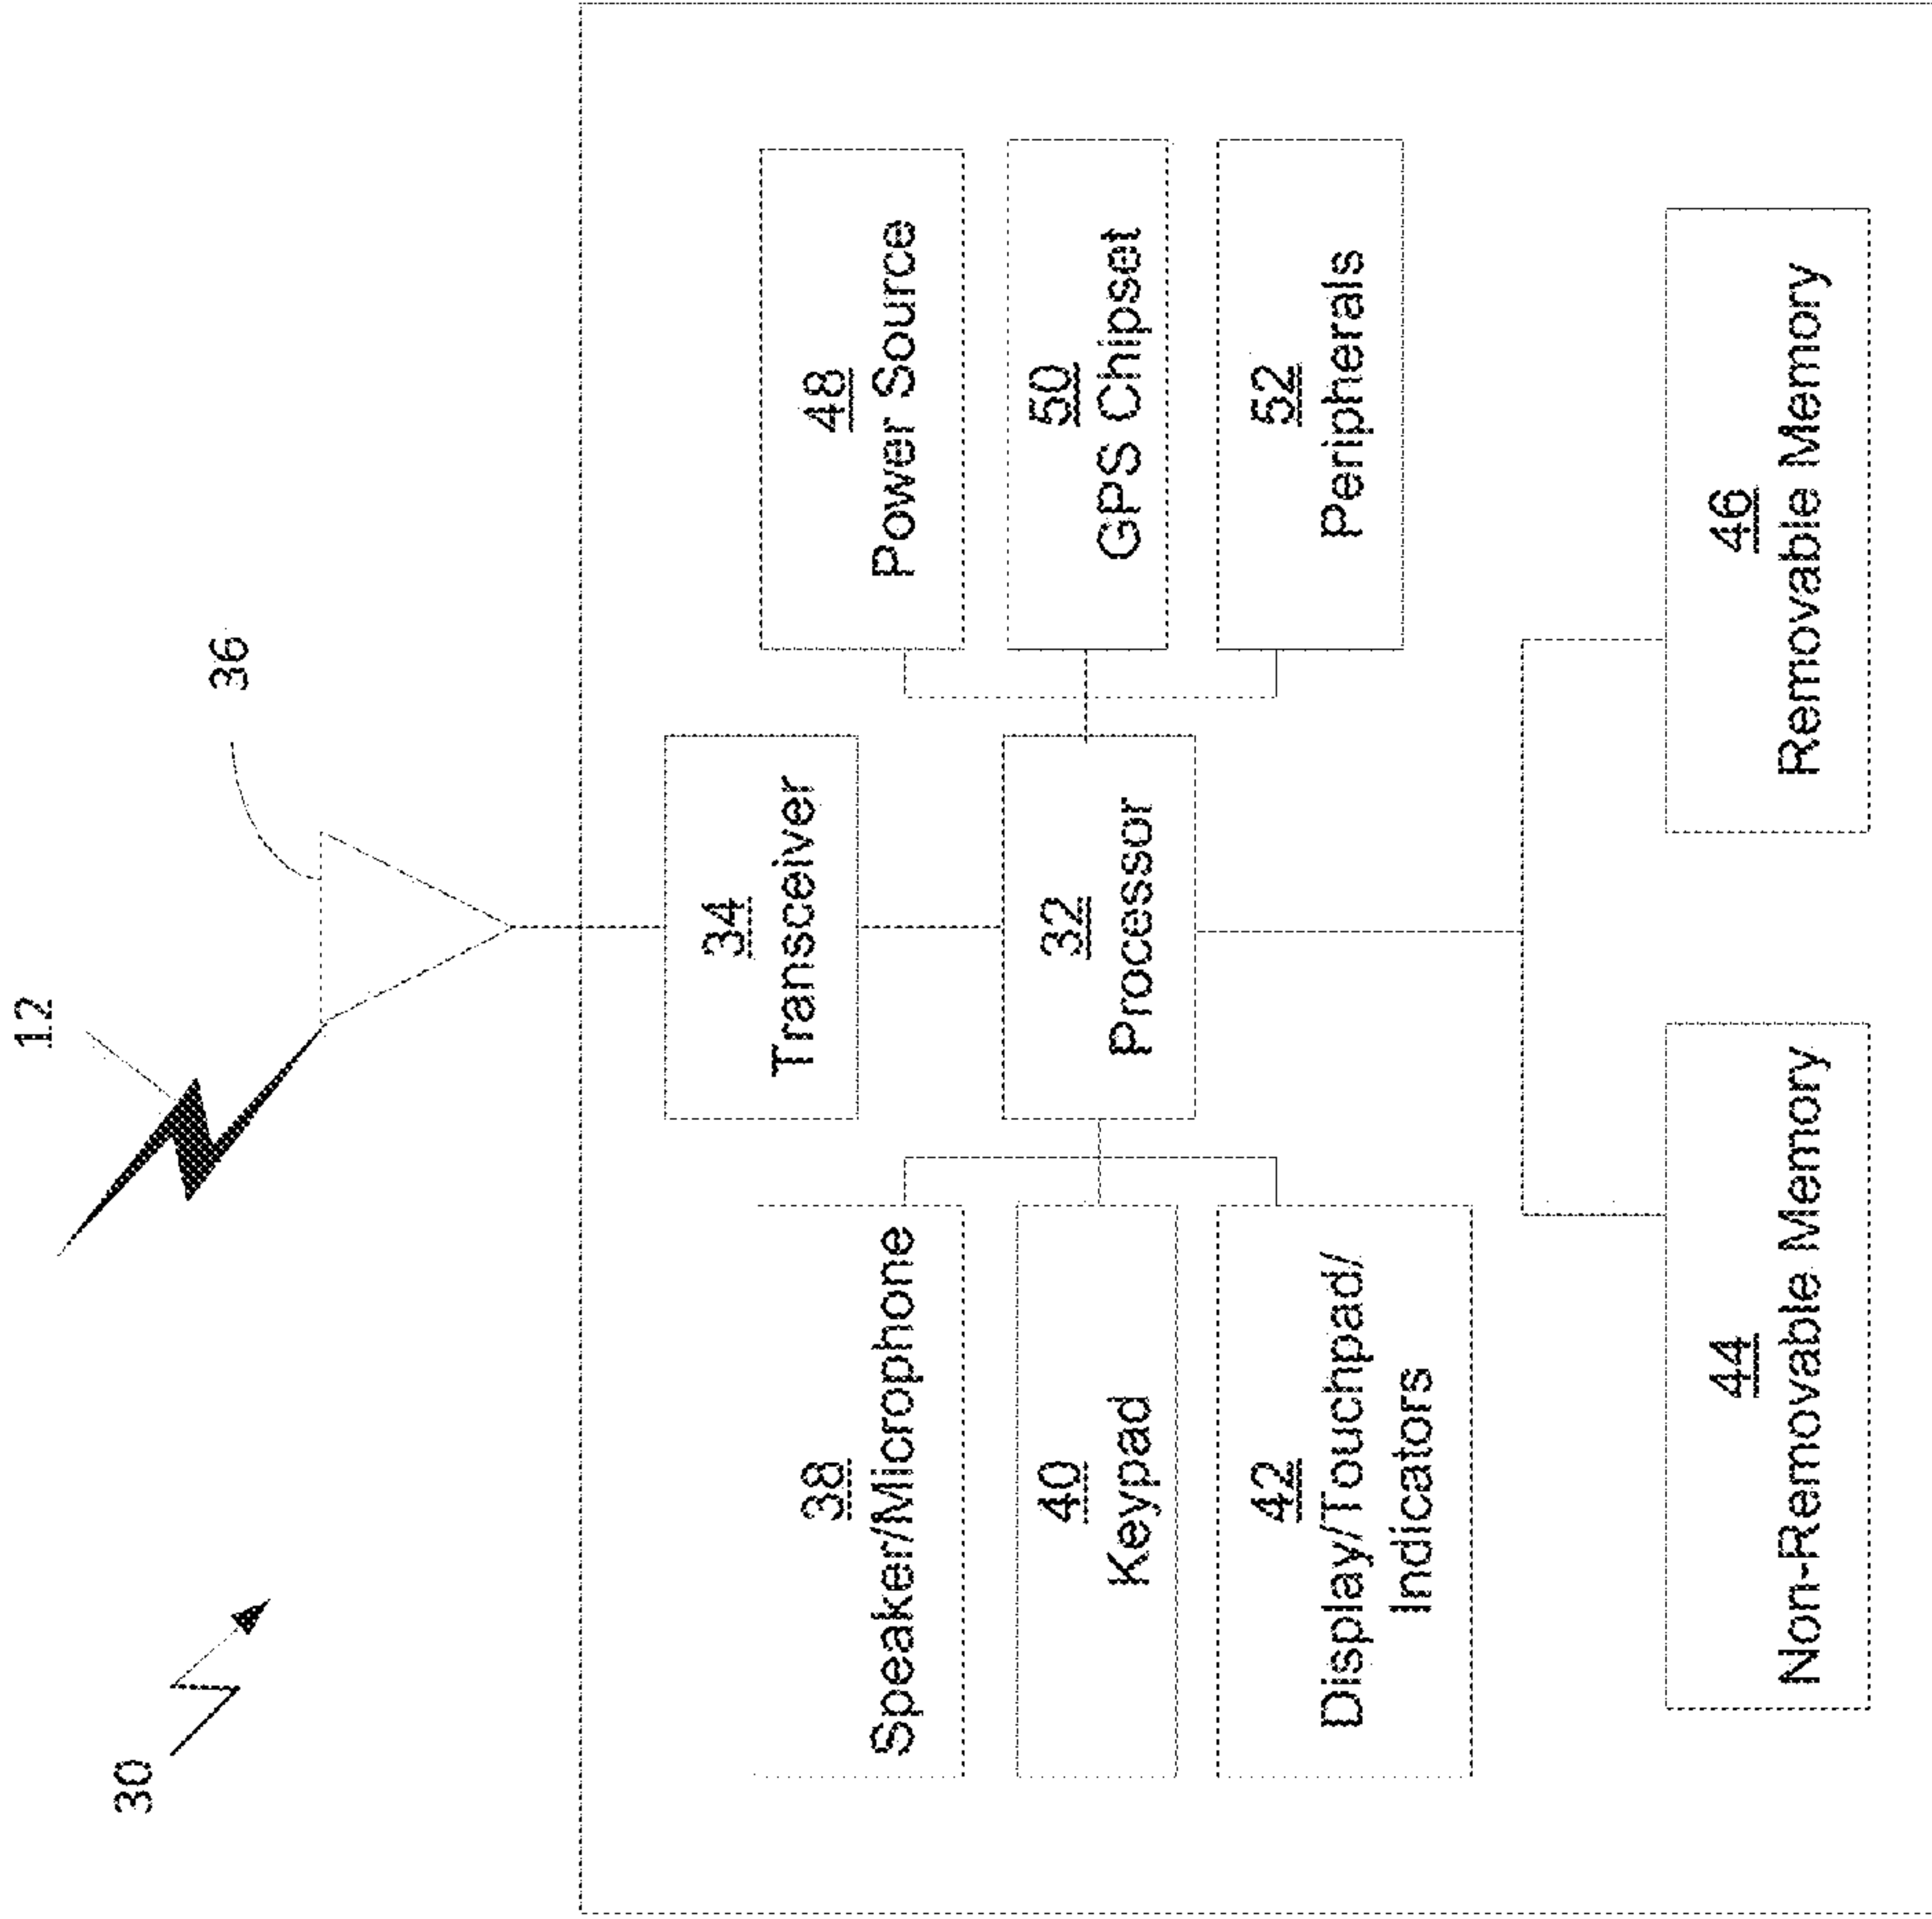 30
12
36
34
Transceiver
38
Speaker/Microphone
48
Power Source
32
Processor
40
Keypad
50
GPS Chipset
42
Display/Touchpad/
Indicators
52
Peripherals
44
Non-Removable Memory
46
Removable Memory